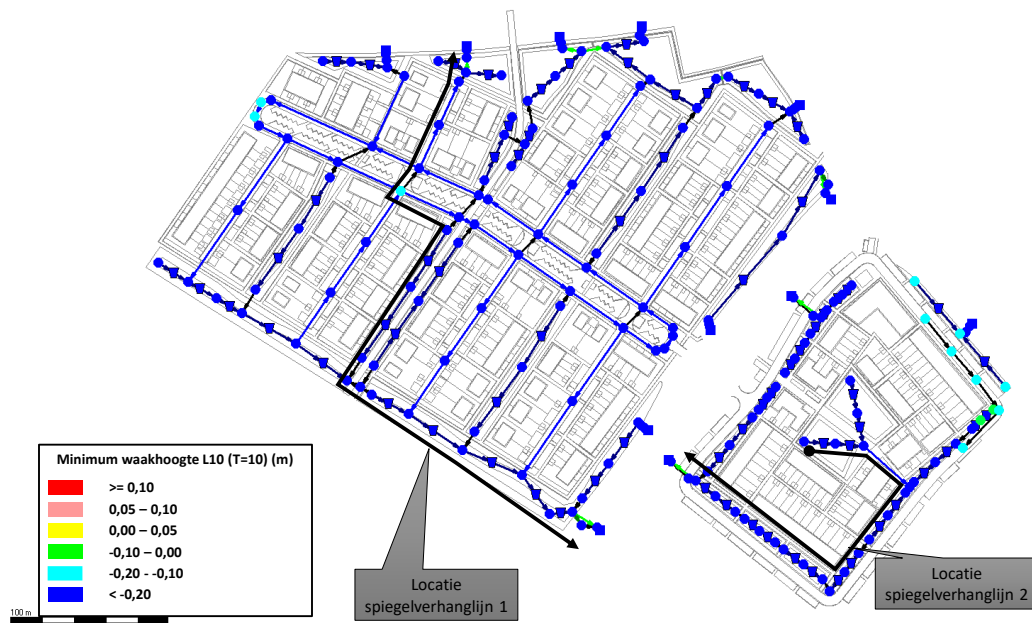 Minimum waakhoogte L10 (T=10) (m)
>= 0,10
0,05 – 0,10
0,00 – 0,05
-0,10 – 0,00
-0,20 - -0,10
< -0,20
100 m
Locatie
spiegelverhanglijn 1
Locatie
spiegelverhanglijn 2